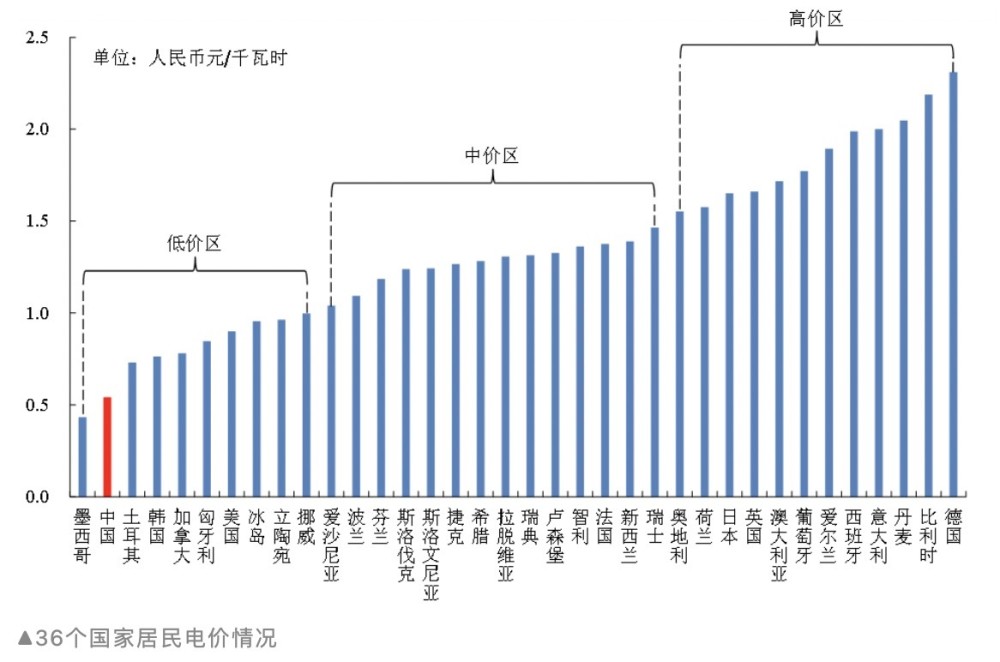 高价区
2.5
单位：人民币元/千瓦时
2.0
中价区
1.5
低价区
1.0
0.5
0.0
墨西哥
中国
土耳其
韩国
加拿大
匈牙利
美国
冰岛
立陶宛
挪威
爱沙尼亚
波兰
芬兰
斯洛伐克
斯洛文尼亚
捷克
希腊
拉脱维亚
瑞典
卢森堡
智利
法国
新西兰
瑞士
奥地利
荷兰
日本
英国
澳大利亚
葡萄牙
爱尔兰
西班牙
意大利
丹麦
比利时
德国
▲36个国家居民电价情况